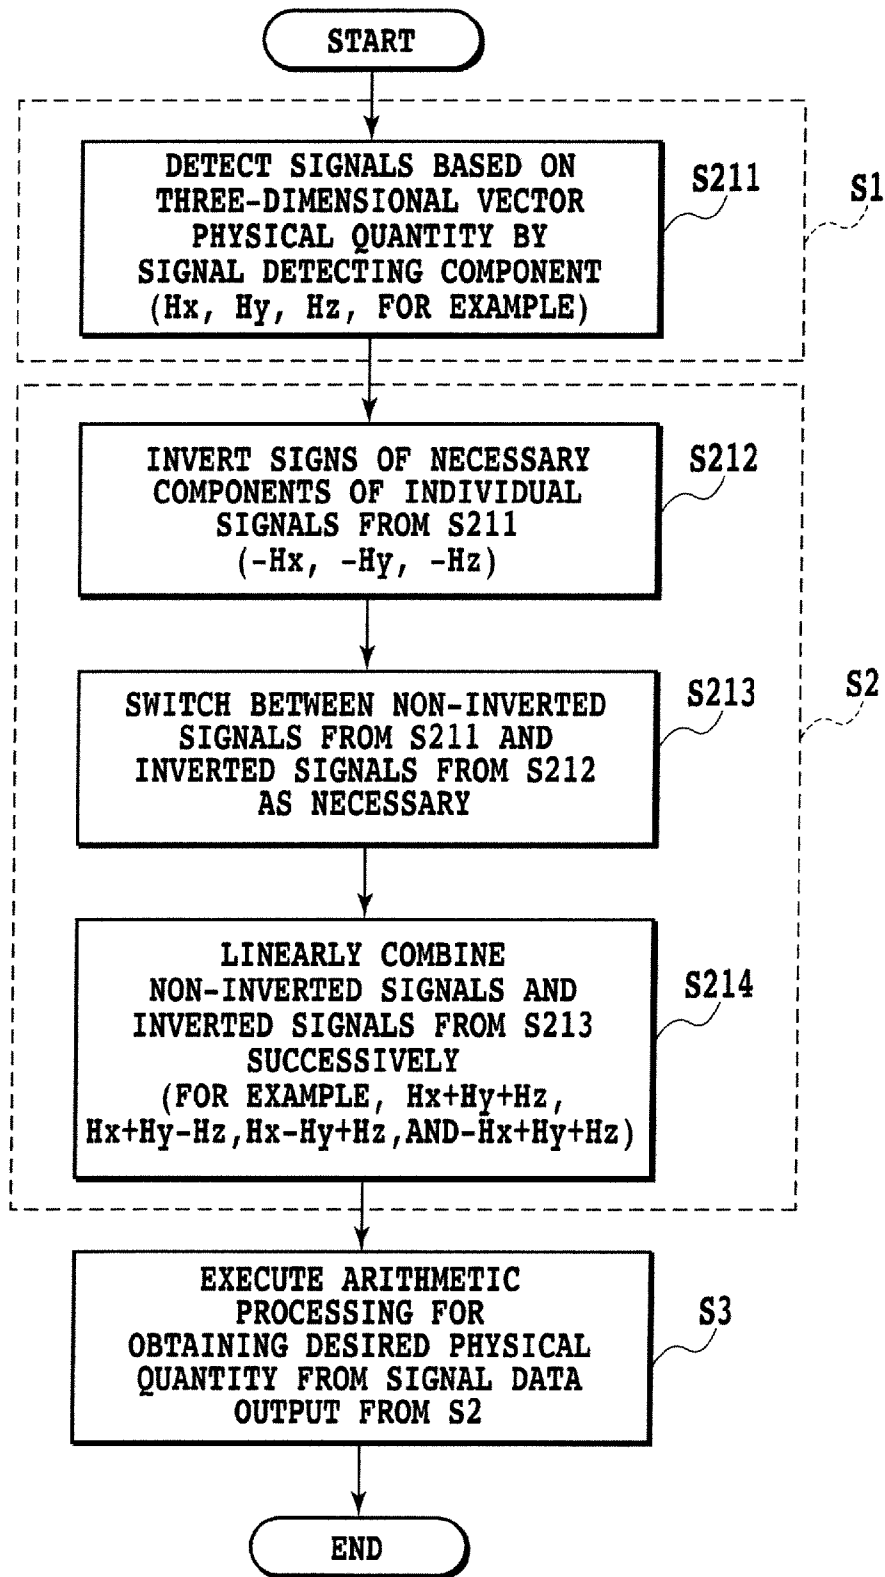 START
DETECT SIGNALS BASED ON
THREE-DIMENSIONAL VECTOR
PHYSICAL QUANTITY BY
SIGNAL DETECTING COMPONENT
(Hx, Hy, Hz, FOR EXAMPLE)
S211
S1
INVERT SIGNS OF NECESSARY
COMPONENTS OF INDIVIDUAL
SIGNALS FROM S211
(-Hx, -Hy, -Hz)
S212
SWITCH BETWEEN NON-INVERTED
SIGNALS FROM S211 AND
INVERTED SIGNALS FROM S212
AS NECESSARY
S213
S2
LINEARLY COMBINE
NON-INVERTED SIGNALS AND
INVERTED SIGNALS FROM S213
SUCCESSIVELY
(FOR EXAMPLE, Hx+Hy+Hz,
Hx+Hy-Hz,Hx-Hy+Hz,AND-Hx+Hy+Hz)
S214
EXECUTE ARITHMETIC
PROCESSING FOR
OBTAINING DESIRED PHYSICAL
QUANTITY FROM SIGNAL DATA
OUTPUT FROM S2
S3
END